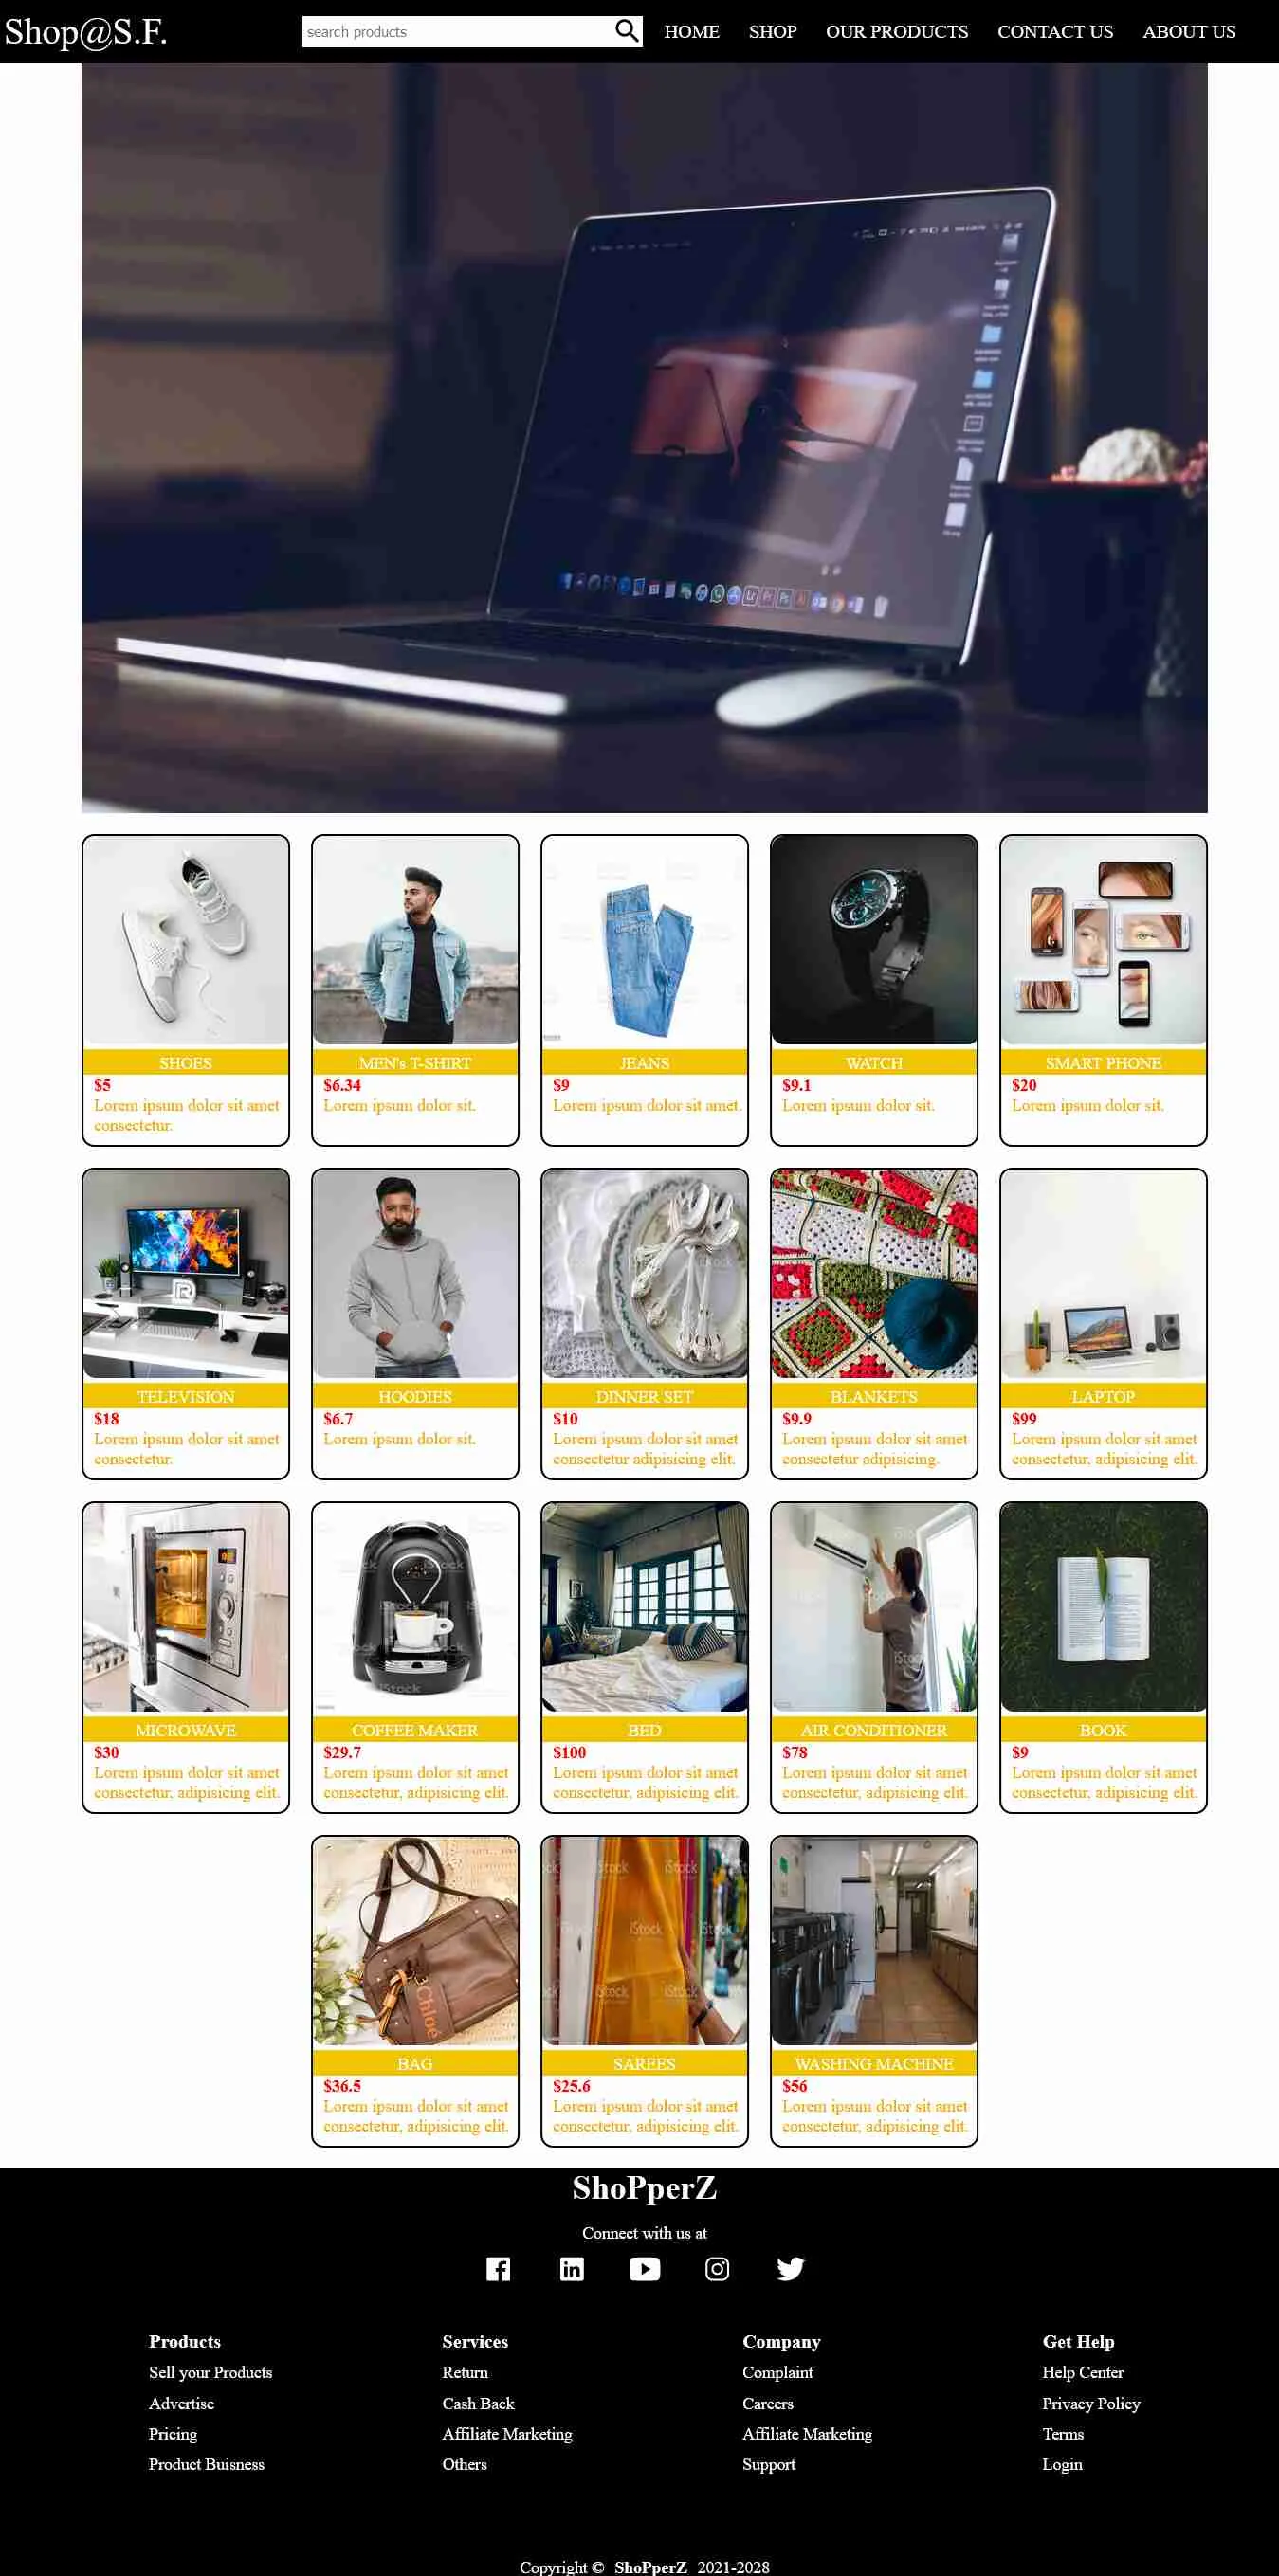 Shop@S.F.
search products
HOME SHOP OUR PRODUCTS CONTACT US ABOUT US
SHOES
$5
Lorem ipsum dolor sit amet
consectetur.
MEN's T-SHIRT
$6.34
Lorem ipsum dolor sit.
JEANS
$9
Lorem ipsum dolor sit amet.
WATCH
$9.1
Lorem ipsum dolor sit.
SMART PHONE
$20
Lorem ipsum dolor sit.
TELEVISION
$18
Lorem ipsum dolor sit amet
consectetur.
HOODIES
$6.7
Lorem ipsum dolor sit.
DINNER SET
$10
Lorem ipsum dolor sit amet
consectetur adipisicing elit.
BLANKETS
$9.9
Lorem ipsum dolor sit amet
consectetur adipisicing.
LAPTOP
$99
Lorem ipsum dolor sit amet
consectetur, adipisicing elit.
MICROWAVE
$30
Lorem ipsum dolor sit amet
consectetur, adipisicing elit.
iStock
COFFEE MAKER
$29.7
Lorem ipsum dolor sit amet
consectetur, adipisicing elit.
BED
$100
Lorem ipsum dolor sit amet
consectetur, adipisicing elit.
AIR CONDITIONER
$78
Lorem ipsum dolor sit amet
consectetur, adipisicing elit.
BOOK
$9
Lorem ipsum dolor sit amet
consectetur, adipisicing elit.
Chloé
BAG
$36.5
Lorem ipsum dolor sit amet
consectetur, adipisicing elit.
iStock iStock
iStock iStock
iStock iStock
SAREES
$25.6
Lorem ipsum dolor sit amet
consectetur, adipisicing elit.
WASHING MACHINE
$56
Lorem ipsum dolor sit amet
consectetur, adipisicing elit.
ShoPperZ
Connect with us at
Products
Sell your Products
Advertise
Pricing
Product Buisness
Services
Return
Cash Back
Affiliate Marketing
Others
Company
Complaint
Careers
Affiliate Marketing
Support
Get Help
Help Center
Privacy Policy
Terms
Login
Copyright © ShoPperZ 2021-2028